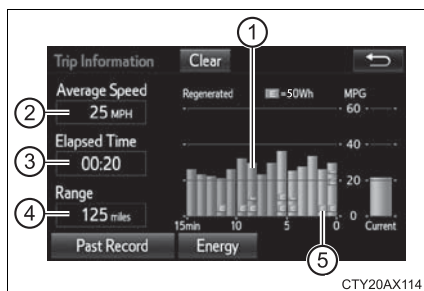 1
Trip Information Clear
Average Speed Regenerated E =50Wh MPG
2 25 MPH 60
Elapsed Time 40
3 00:20
Range 20
4 125 miles 0
15min 10 5 0 Current
Past Record Energy
5
CTY20AX114